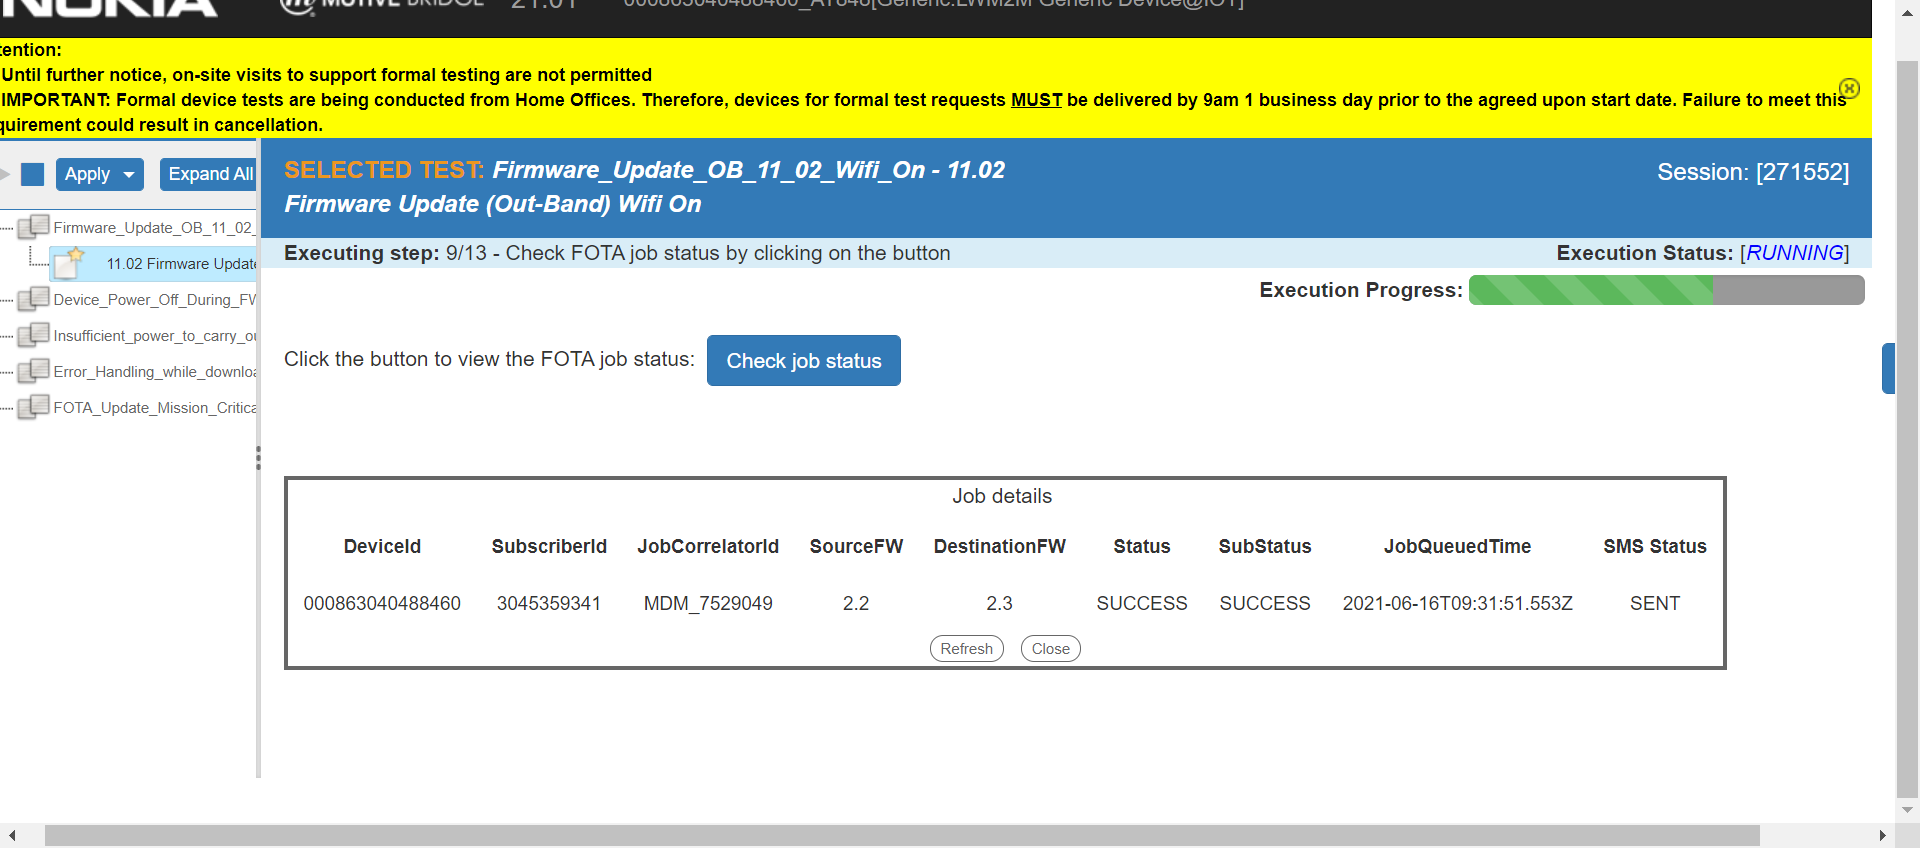 NOKIA
MOTIVE BRIDGE 21.01 000863040488460_AT848[Generic:LWM2M Generic Device@IOT]
tention:
Until further notice, on-site visits to support formal testing are not permitted
IMPORTANT: Formal device tests are being conducted from Home Offices. Therefore, devices for formal test requests MUST be delivered by 9am 1 business day prior to the agreed upon start date. Failure to meet this
quirement could result in cancellation.
Apply Expand All
SELECTED TEST: Firmware_Update_OB_11_02_Wifi_On - 11.02
Firmware Update (Out-Band) Wifi On
Session: [271552]
Firmware_Update_OB_11_02_
11.02 Firmware Update
Device_Power_Off_During_FW
Insufficient_power_to_carry_ou
Error_Handling_while_downloa
FOTA_Update_Mission_Critica
Executing step: 9/13 - Check FOTA job status by clicking on the button
Execution Status: [RUNNING]
Execution Progress:
Click the button to view the FOTA job status: Check job status
Job details
DeviceId SubscriberId JobCorrelatorId SourceFW DestinationFW Status SubStatus JobQueuedTime SMS Status
000863040488460 3045359341 MDM_7529049 2.2 2.3 SUCCESS SUCCESS 2021-06-16T09:31:51.553Z SENT
Refresh Close